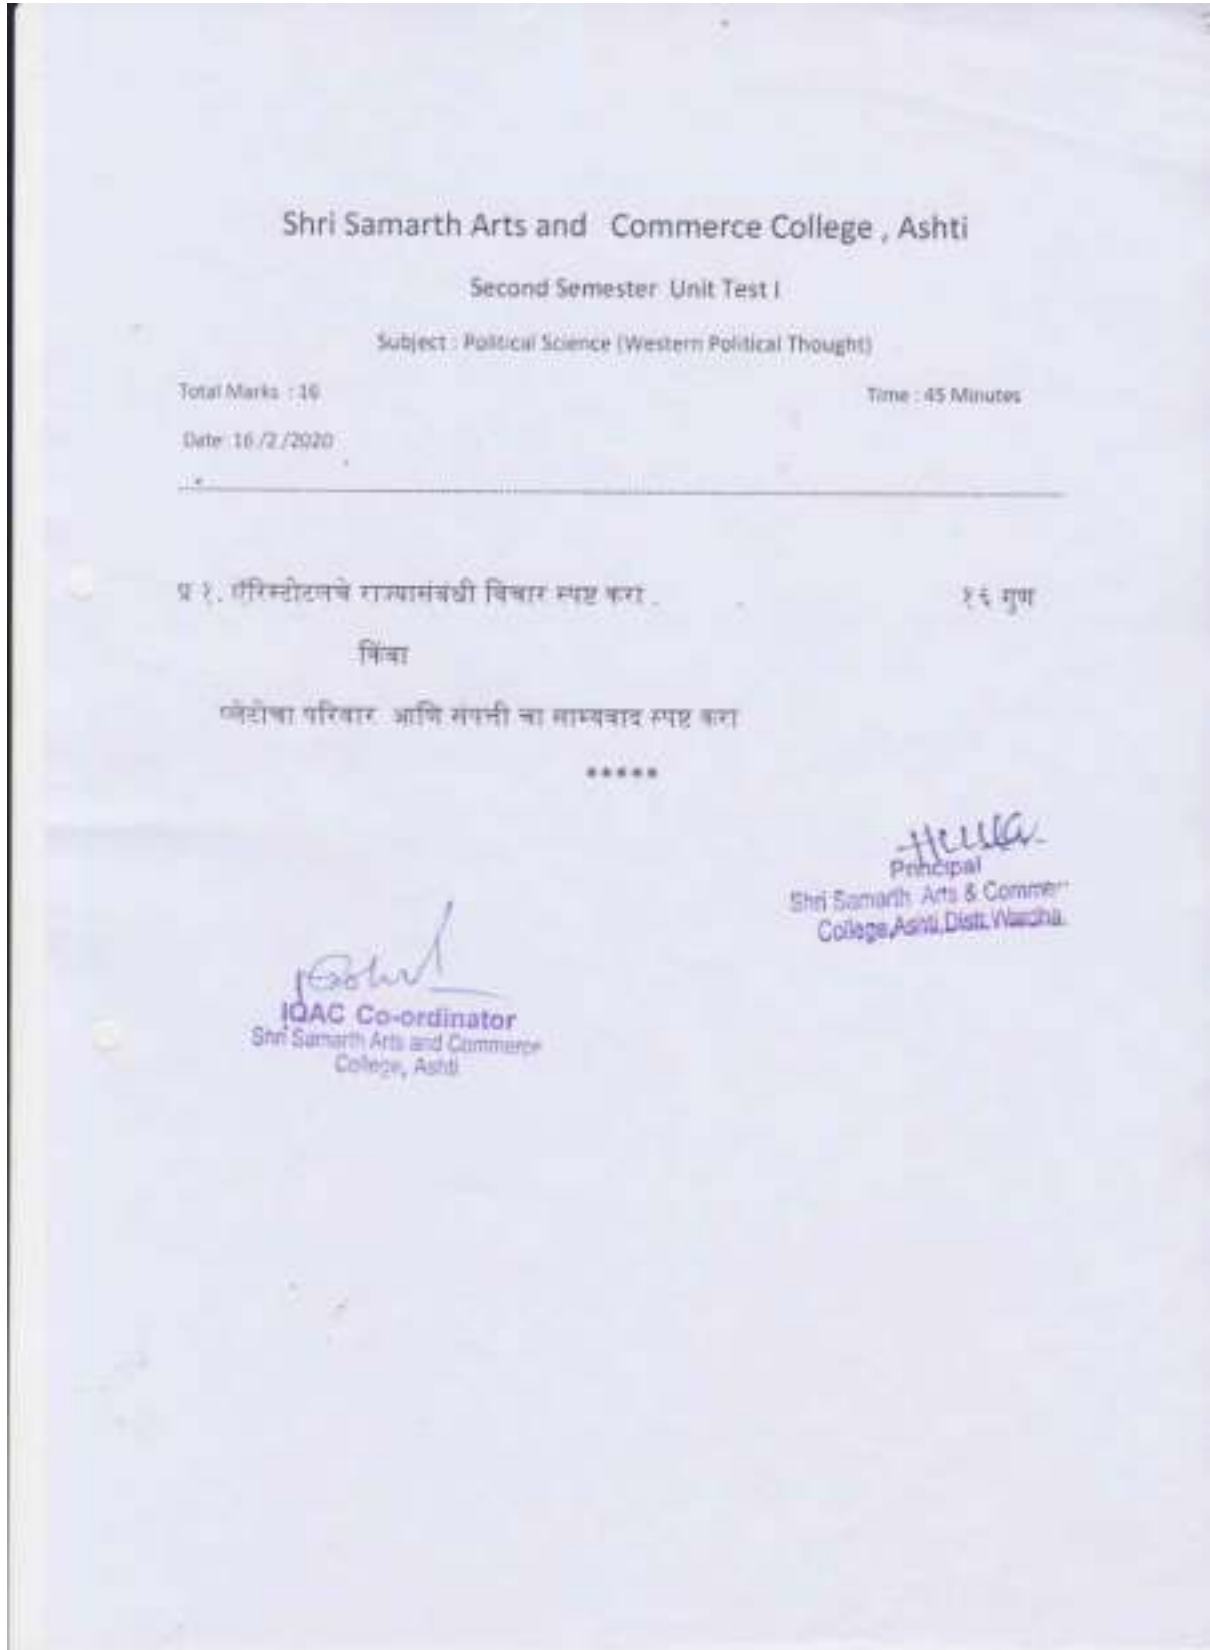 Shri Samarth Arts and Commerce College , Ashti
Second Semester Unit Test I
Subject : Political Science (Western Political Thought)
Total Marks : 16 Time : 45 Minutes
Date 16 /2 /2020
प्र १. ऍरिस्टोटलचे राज्यासंबंधी विचार स्पष्ट करा . १६ गुण
किंवा
प्लेटोचा परिवार आणि संपत्ती चा साम्यवाद स्पष्ट करा
*****
Principal
Shri Samarth Arts & Commer
College,Ashti,Distt.Wardha.
IQAC Co-ordinator
Shri Samarth Arts and Commerce
College, Ashti